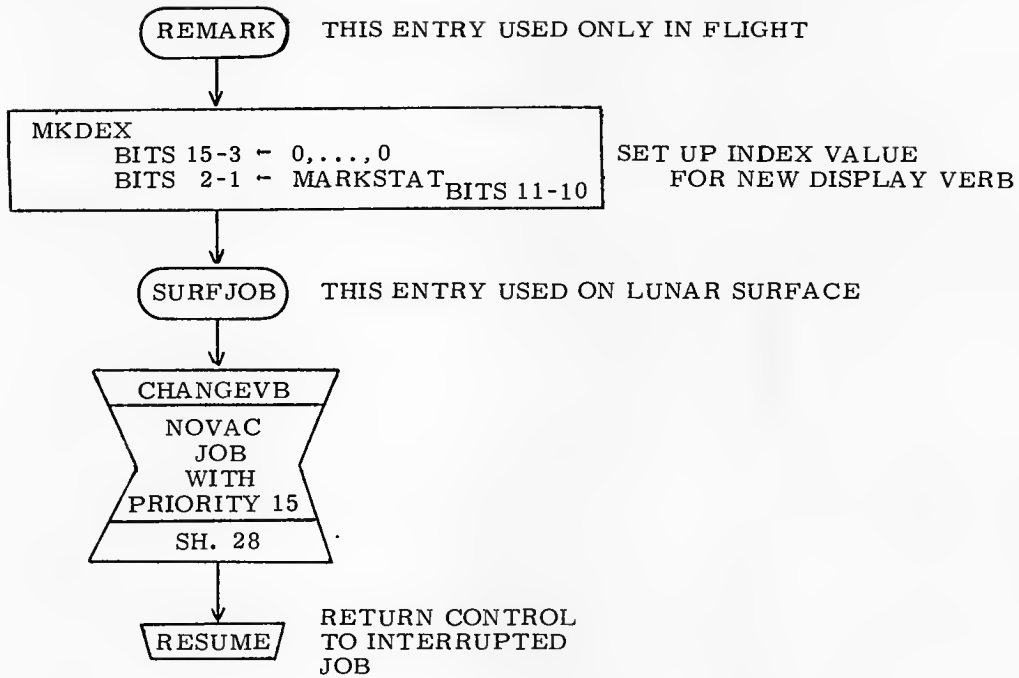 REMARK THIS ENTRY USED ONLY IN FLIGHT
MKDEX
BITS 15-3 ← 0,...,0
BITS 2-1 ← MARKSTAT BITS 11-10
SET UP INDEX VALUE
FOR NEW DISPLAY VERB
SURFJOB THIS ENTRY USED ON LUNAR SURFACE
CHANGEVB
NOVAC
JOB
WITH
PRIORITY 15
SH. 28
RESUME
RETURN CONTROL
TO INTERRUPTED
JOB